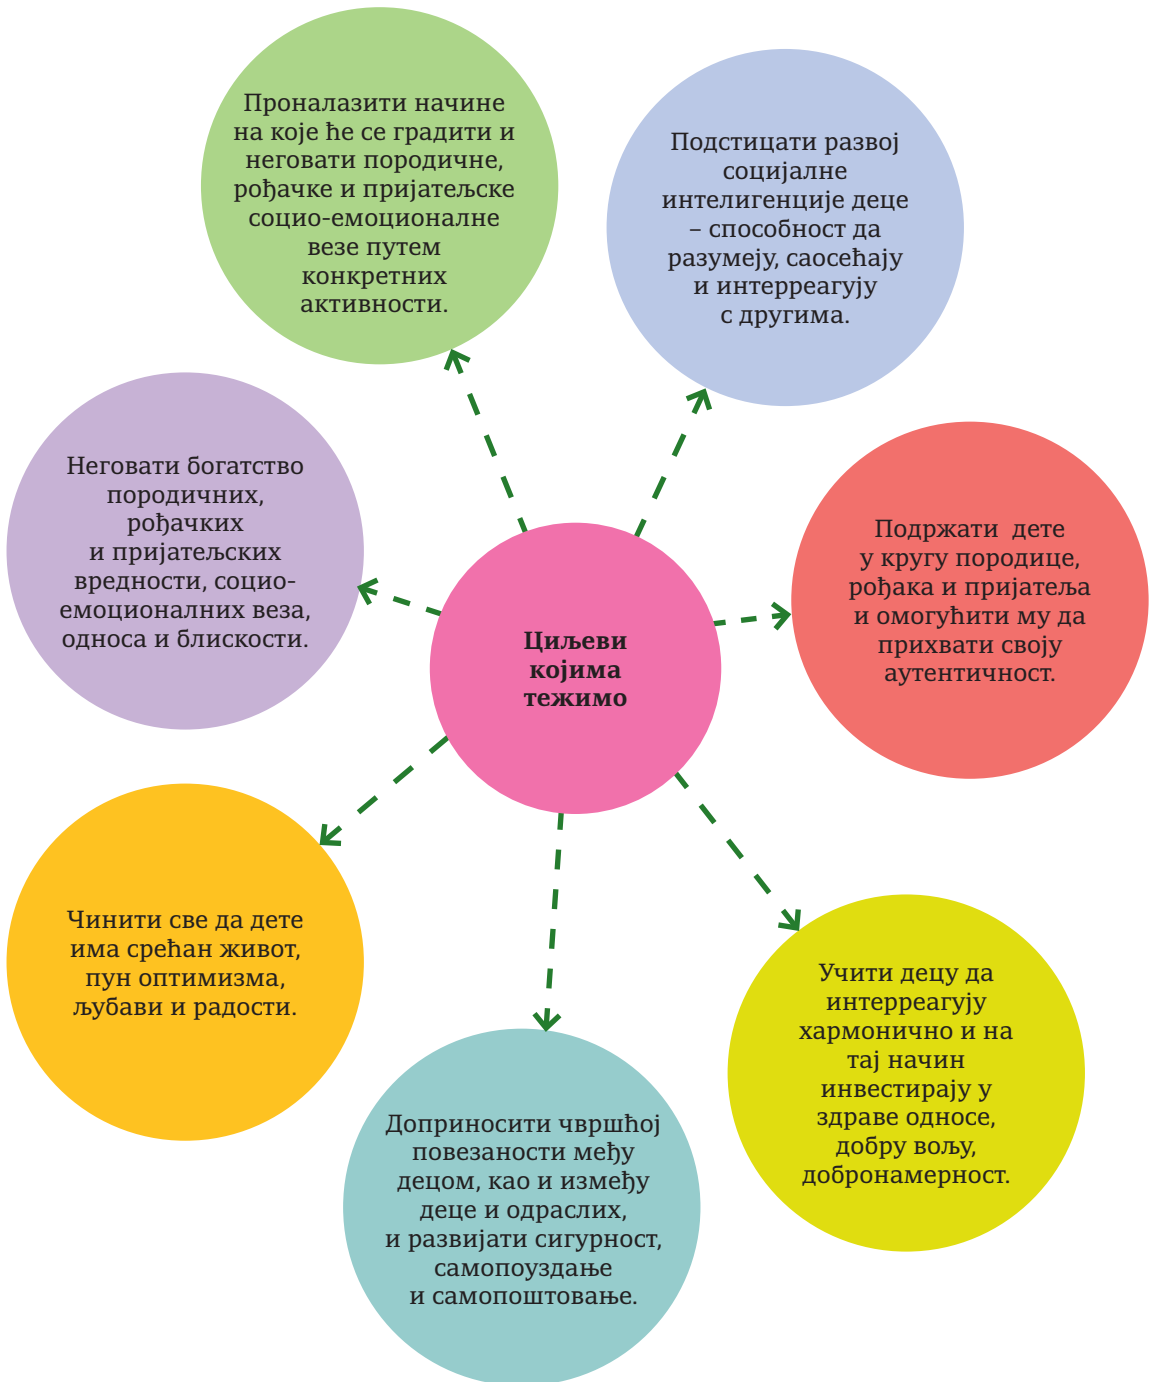 Проналазити начине
на које ће се градити и
неговати породичне,
рођачке и пријатељске
социо-емоционалне
везе путем
конкретних
активности.
Подстицати развој
социјалне
интелигенције деце
– способност да
разумеју, саосећају
и интерреагују
с другима.
Неговати богатство
породичних,
рођачких
и пријатељских
вредности, социо-
емоционалних веза,
односа и блискости.
Подржати дете
у кругу породице,
рођака и пријатеља
и омогућити му да
прихвати своју
аутентичност.
Циљеви
којима
тежимо
Чинити све да дете
има срећан живот,
пун оптимизма,
љубави и радости.
Учити децу да
интерреагују
хармонично и на
тај начин
инвестирају у
здраве односе,
добру вољу,
добронамерност.
Доприносити чвршћој
повезаности међу
децом, као и између
деце и одраслих,
и развијати сигурност,
самопоуздање
и самопоштовање.